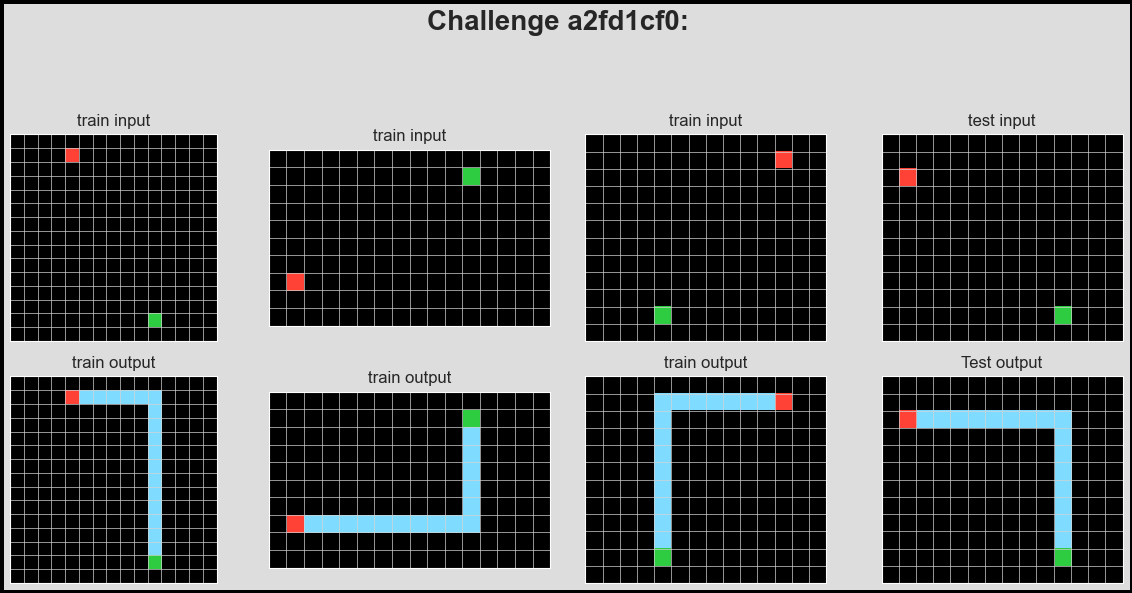 Challenge a2fd1cf0:
train input
train input
train input
test input
train output
train output
train output
Test output